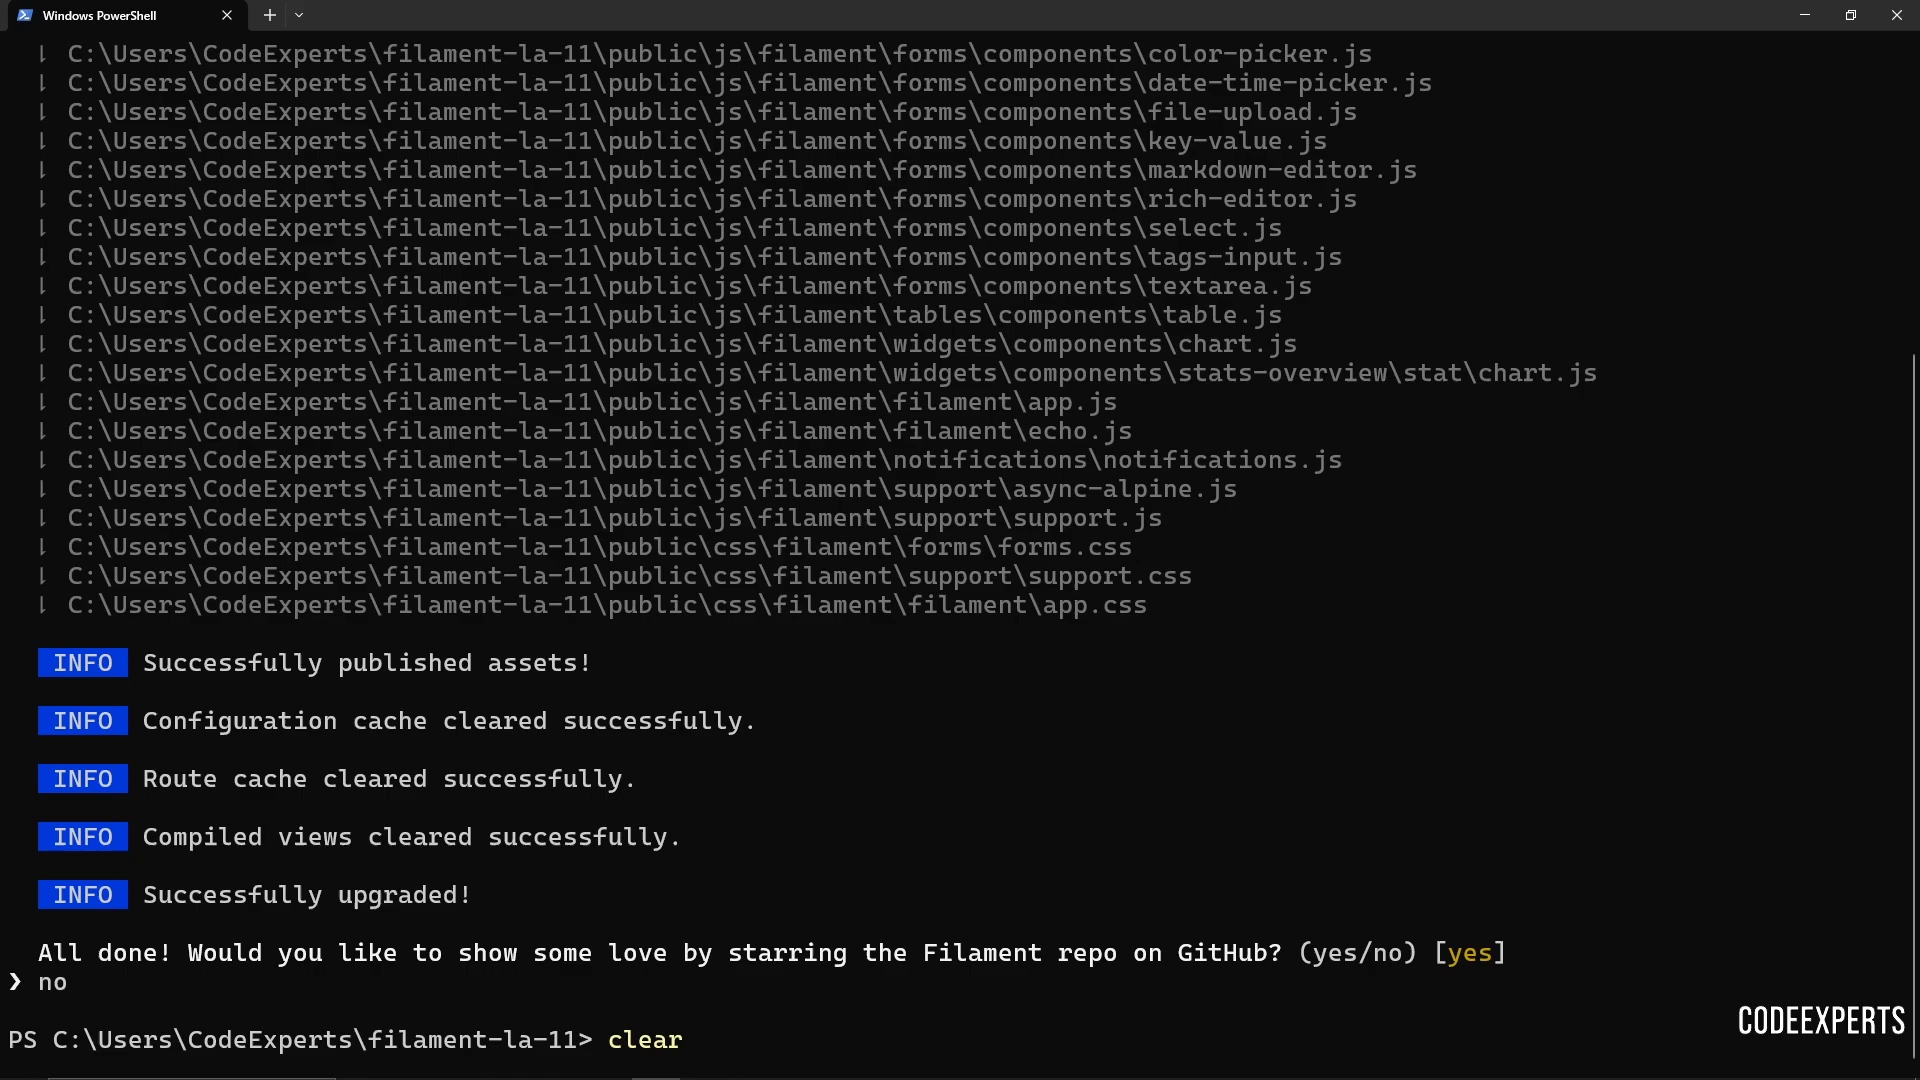 Windows PowerShell
⇂ C:\Users\CodeExperts\filament-la-11\public\js\filament\forms\components\color-picker.js
⇂ C:\Users\CodeExperts\filament-la-11\public\js\filament\forms\components\date-time-picker.js
⇂ C:\Users\CodeExperts\filament-la-11\public\js\filament\forms\components\file-upload.js
⇂ C:\Users\CodeExperts\filament-la-11\public\js\filament\forms\components\key-value.js
⇂ C:\Users\CodeExperts\filament-la-11\public\js\filament\forms\components\markdown-editor.js
⇂ C:\Users\CodeExperts\filament-la-11\public\js\filament\forms\components\rich-editor.js
⇂ C:\Users\CodeExperts\filament-la-11\public\js\filament\forms\components\select.js
⇂ C:\Users\CodeExperts\filament-la-11\public\js\filament\forms\components\tags-input.js
⇂ C:\Users\CodeExperts\filament-la-11\public\js\filament\forms\components\textarea.js
⇂ C:\Users\CodeExperts\filament-la-11\public\js\filament\tables\components\table.js
⇂ C:\Users\CodeExperts\filament-la-11\public\js\filament\widgets\components\chart.js
⇂ C:\Users\CodeExperts\filament-la-11\public\js\filament\widgets\components\stats-overview\stat\chart.js
⇂ C:\Users\CodeExperts\filament-la-11\public\js\filament\filament\app.js
⇂ C:\Users\CodeExperts\filament-la-11\public\js\filament\filament\echo.js
⇂ C:\Users\CodeExperts\filament-la-11\public\js\filament\notifications\notifications.js
⇂ C:\Users\CodeExperts\filament-la-11\public\js\filament\support\async-alpine.js
⇂ C:\Users\CodeExperts\filament-la-11\public\js\filament\support\support.js
⇂ C:\Users\CodeExperts\filament-la-11\public\css\filament\forms\forms.css
⇂ C:\Users\CodeExperts\filament-la-11\public\css\filament\support\support.css
⇂ C:\Users\CodeExperts\filament-la-11\public\css\filament\filament\app.css
INFO Successfully published assets!
INFO Configuration cache cleared successfully.
INFO Route cache cleared successfully.
INFO Compiled views cleared successfully.
INFO Successfully upgraded!
All done! Would you like to show some love by starring the Filament repo on GitHub? (yes/no) [yes]
❯ no
PS C:\Users\CodeExperts\filament-la-11> clear
CODEEXPERTS